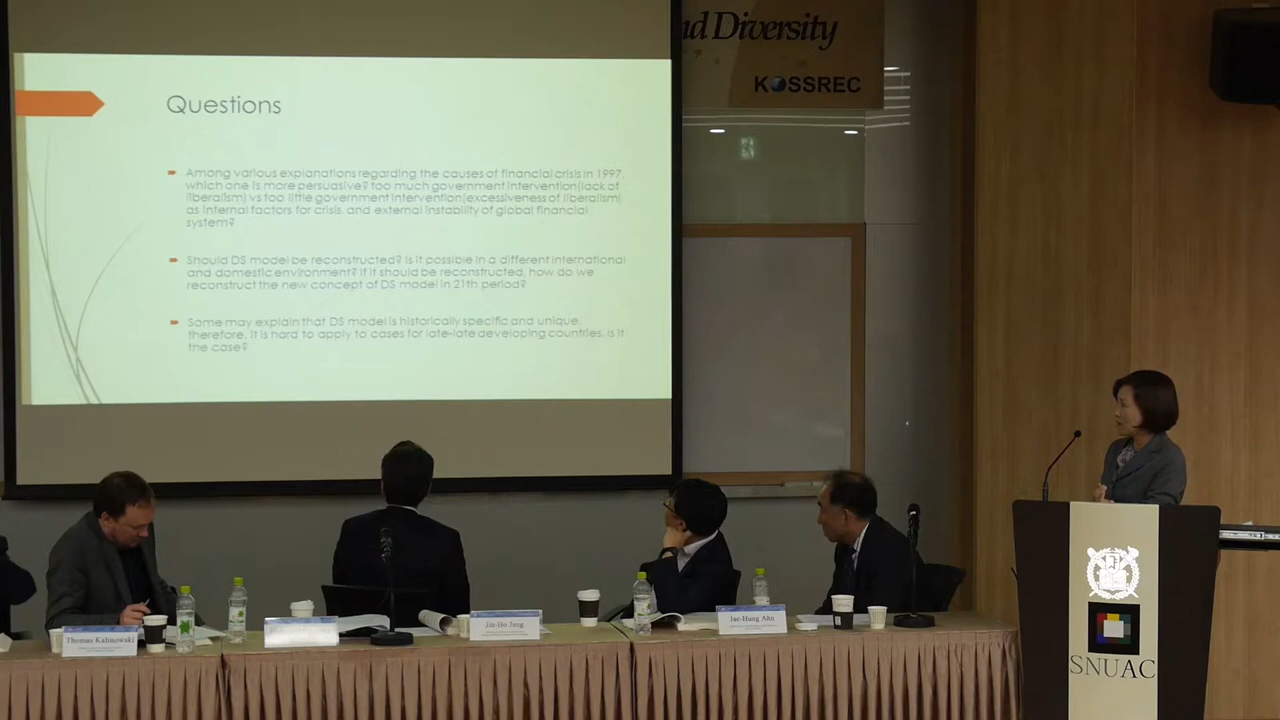 nd Diversity
KOSSREC
Questions
Among various explanations regarding the causes of financial crisis in 1997,
which one is more persuasive? too much government intervention(lack of
liberalism) vs too little government intervention(excessiveness of liberalism)
as internal factors for crisis, and external instability of global financial
system?
Should DS model be reconstructed? Is it possible in a different international
and domestic environment? If it should be reconstructed, how do we
reconstruct the new concept of DS model in 21th period?
Some may explain that DS model is historically specific and unique,
therefore, it is hard to apply to cases for late-late developing countries. Is it
the case?
Thomas Kalinowski
Jin-Ho Jang
Jae-Hung Ahn
SNUAC